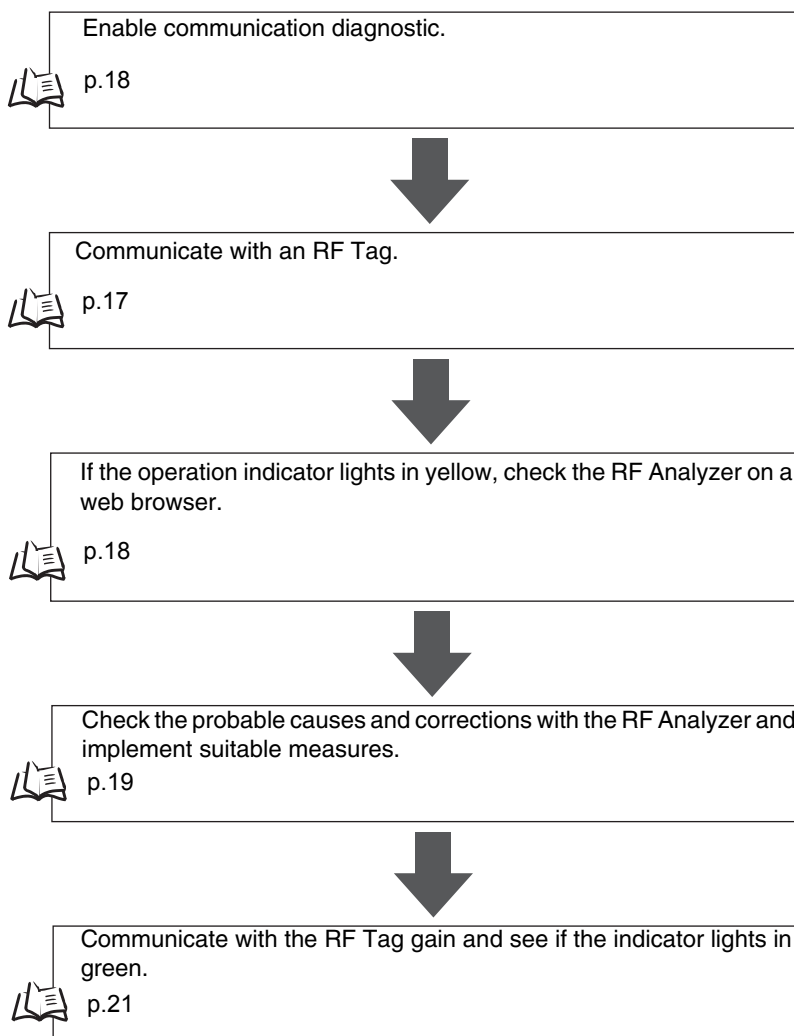 Enable communication diagnostic.
p.18
Communicate with an RF Tag.
p.17
If the operation indicator lights in yellow, check the RF Analyzer on a
web browser.
p.18
Check the probable causes and corrections with the RF Analyzer and
implement suitable measures.
p.19
Communicate with the RF Tag gain and see if the indicator lights in
green.
p.21